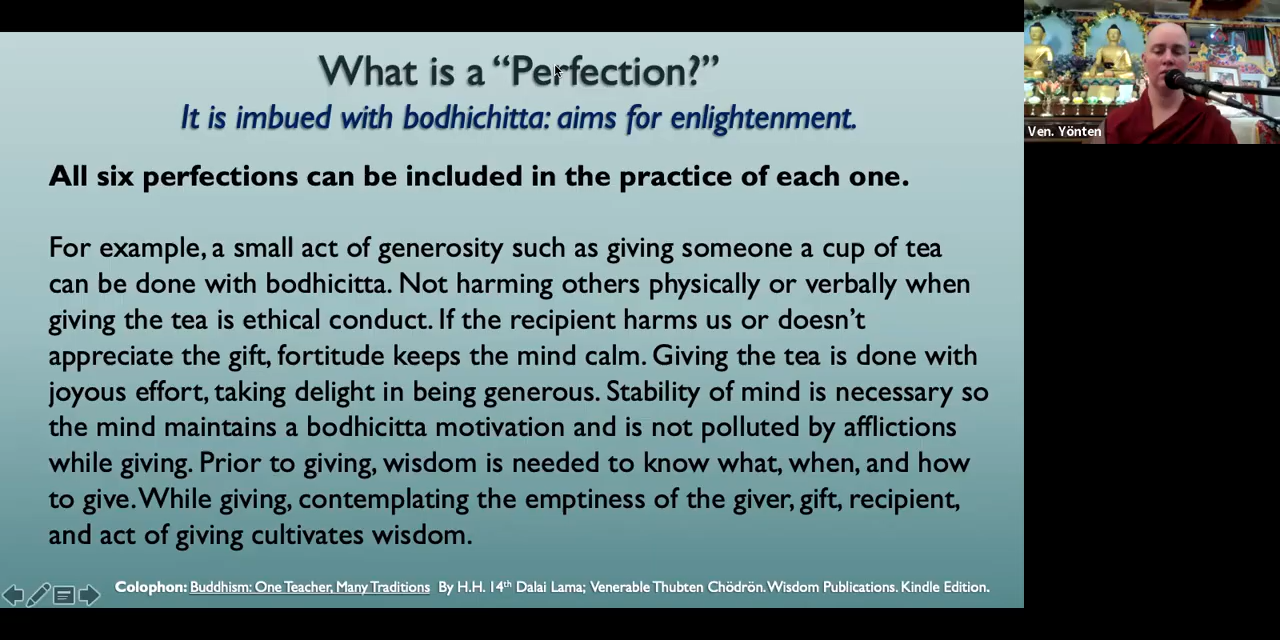 What is a “Perfection?”
It is imbued with bodhichitta: aims for enlightenment.
All six perfections can be included in the practice of each one.
For example, a small act of generosity such as giving someone a cup of tea
can be done with bodhicitta. Not harming others physically or verbally when
giving the tea is ethical conduct. If the recipient harms us or doesn’t
appreciate the gift, fortitude keeps the mind calm. Giving the tea is done with
joyous effort, taking delight in being generous. Stability of mind is necessary so
the mind maintains a bodhicitta motivation and is not polluted by afflictions
while giving. Prior to giving, wisdom is needed to know what, when, and how
to give. While giving, contemplating the emptiness of the giver, gift, recipient,
and act of giving cultivates wisdom.
Colophon: Buddhism: One Teacher, Many Traditions By H.H. 14th Dalai Lama; Venerable Thubten Chödrön. Wisdom Publications. Kindle Edition.
Ven. Yönten